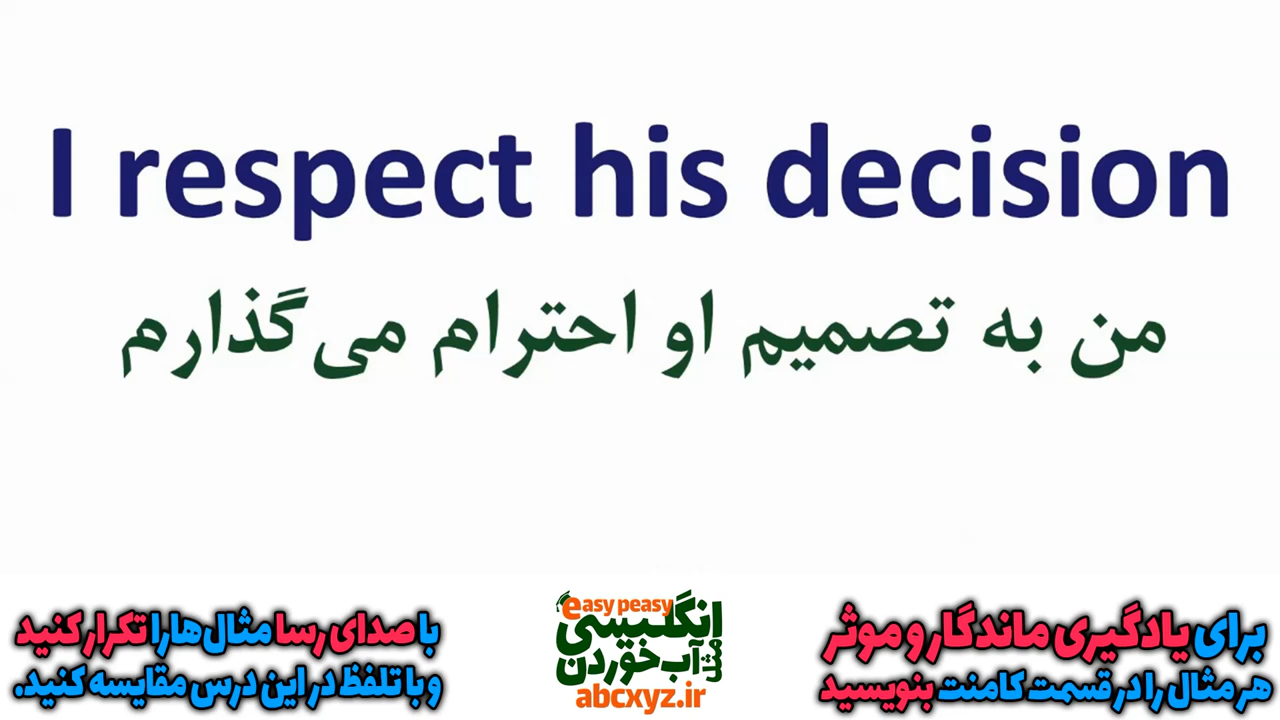 I respect his decision
من به تصمیم او احترام می‌گذارم
برای یادگیری ماندگار و موثر
هر مثال را در قسمت کامنت بنویسید
easy peasy
انگلیسی
مثل آب خوردن
abcxyz.ir
با صدای رسا مثال‌ها را تکرار کنید
و با تلفظ در این درس مقایسه کنید.